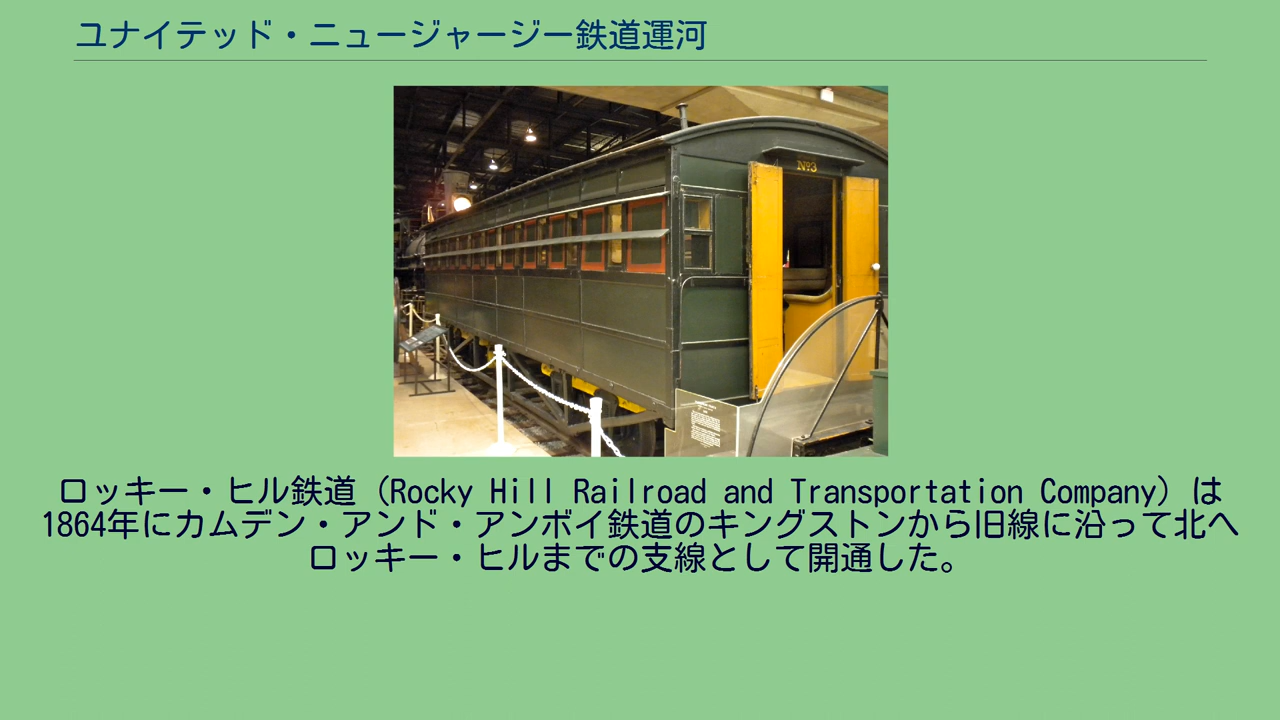 ユナイテッド・ニュージャージー鉄道運河
№3
ロッキー・ヒル鉄道（Rocky Hill Railroad and Transportation Company）は
1864年にカムデン・アンド・アンボイ鉄道のキングストンから旧線に沿って北へ
ロッキー・ヒルまでの支線として開通した。